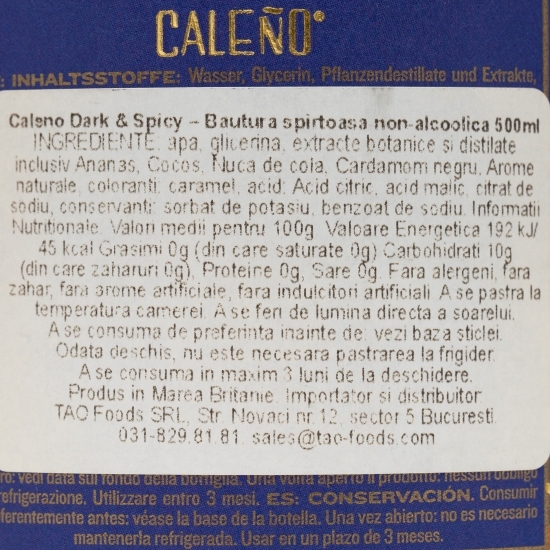 CALEÑO®
: INHALTSSTOFFE: Wasser, Glycerin, Pflanzendestillate und Extrakte,
Caleno Dark & Spicy – Bautura spirtoasa non-alcoolica 500ml
INGREDIENTE: apa, glicerina, extracte botanice si distilate
inclusiv Ananas, Cocos, Nuca de cola, Cardamom negru, Arome
naturale, coloranti: caramel, acid: Acid citric, acid malic, citrat de
sodiu, conservanti: sorbat de potasiu, benzoat de sodiu. Informatii
Nutritionale. Valori medii pentru 100g. Valoare Energetica 192 kJ/
45 kcal Grasimi 0g (din care saturate 0g) Carbohidrati 10g
(din care zaharuri 0g), Proteine 0g, Sare 0g. Fara alergeni, fara
zahar, fara arome artificiale, fara indulcitori artificiali. A se pastra la
temperatura camerei. A se feri de lumina directa a soarelui.
A se consuma de preferinta inainte de: vezi baza sticlei.
Odata deschis, nu este necesara pastrarea la frigider.
A se consuma in maxim 3 luni de la deschidere.
Produs in Marea Britanie. Importator si distribuitor:
TAO Foods SRL, Str. Novaci nr.12, sector 5 Bucuresti.
031-829.81.81. sales@tao-foods.com
ro: vedi data sul fondo della bottiglia. Una volta aperto il prodotto: nessun obbligo
refrigerazione. Utilizzare entro 3 mesi. ES: CONSERVACIÓN. Consumir
ferentemente antes: véase la base de la botella. Una vez abierto: no es necesario
mantenerla refrigerada. Usar en un plazo de 3 meses.